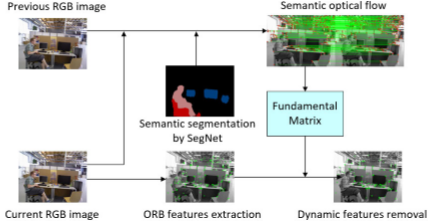 Previous RGB image
Semantic optical flow
Semantic segmentation
by SegNet
Fundamental
Matrix
Current RGB image
ORB features extraction
Dynamic features removal